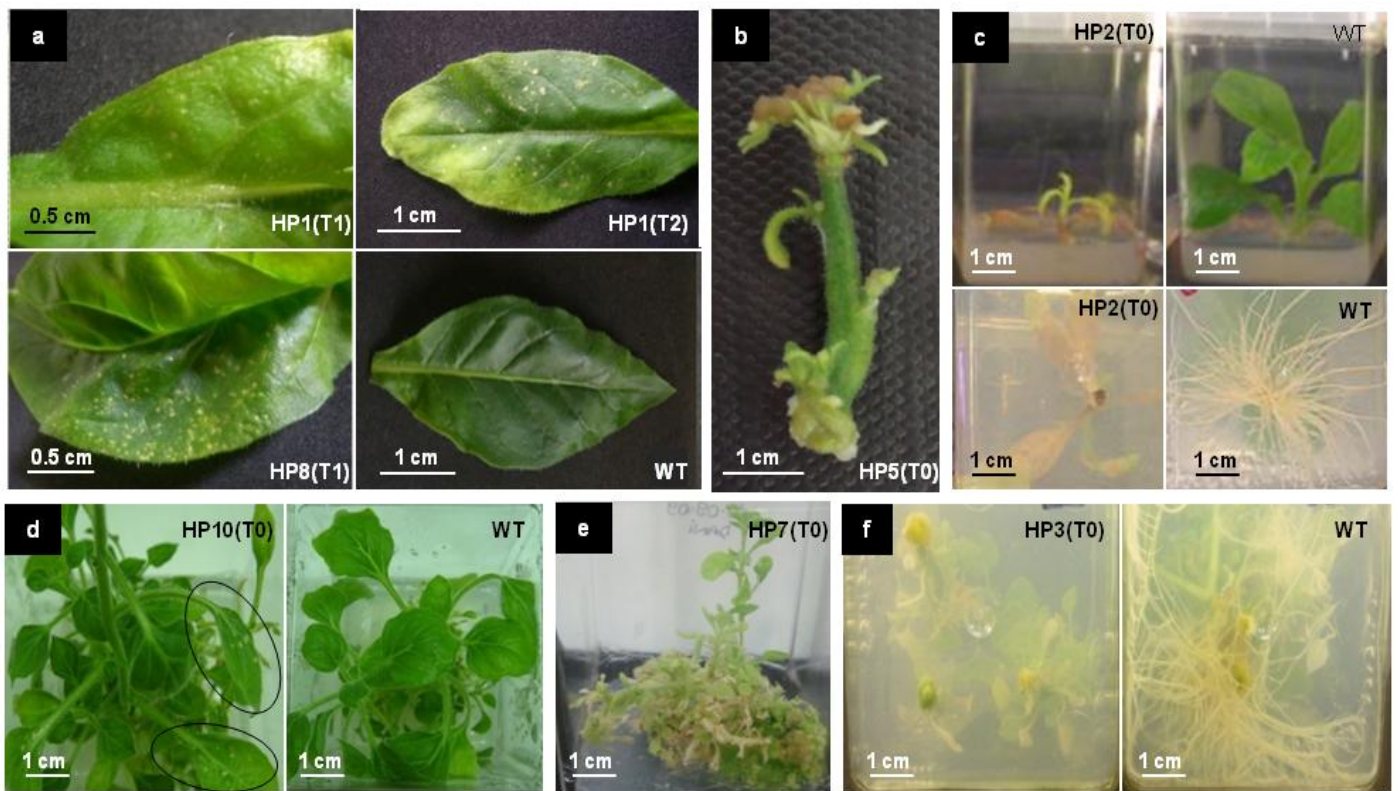 a
0.5 cm
HP1(T1)
1 cm
HP1(T2)
0.5 cm
HP8(T1)
1 cm
WT
b
1 cm
HP5(T0)
c
HP2(T0)
1 cm
WT
1 cm
HP2(T0)
1 cm
WT
1 cm
d
HP10(T0)
1 cm
WT
1 cm
e
HP7(T0)
1 cm
f
HP3(T0)
1 cm
WT
1 cm